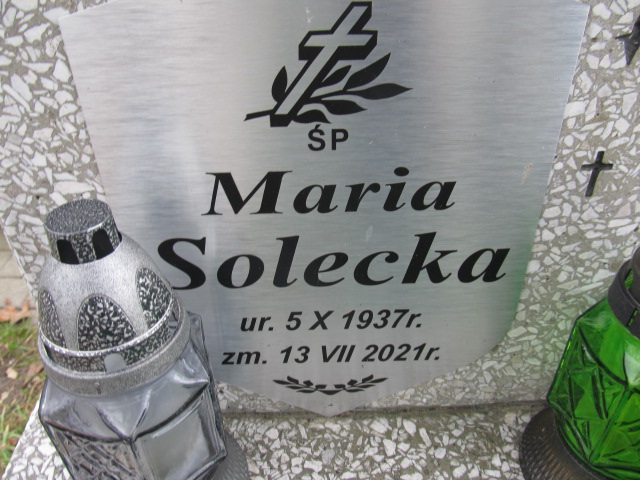 ŚP
Maria
Solecka
ur. 5 X 1937r.
zm. 13 VII 2021r.